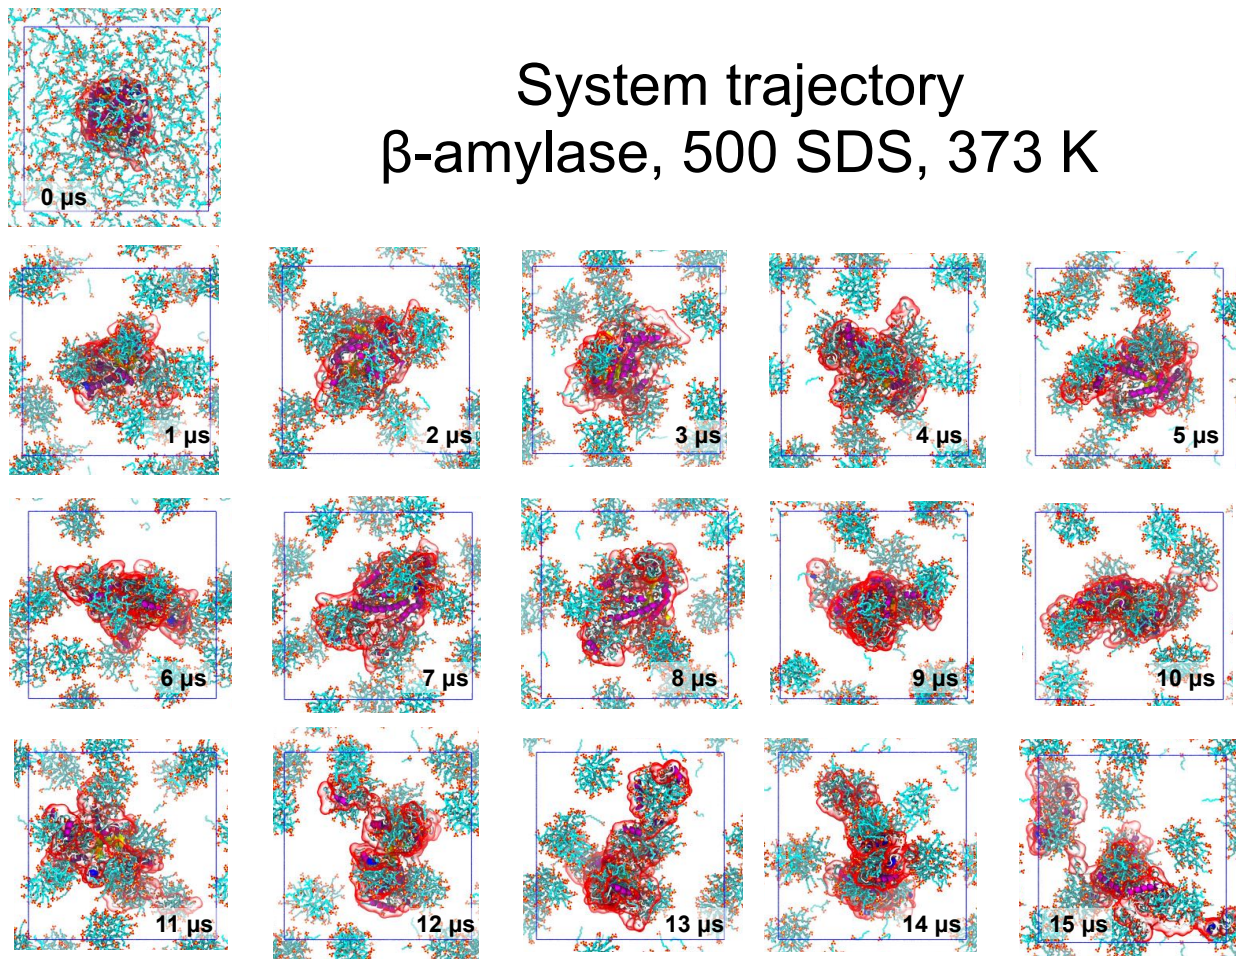 System trajectory
β-amylase, 500 SDS, 373 K
0 µs
1 µs
2 µs
3 µs
4 µs
5 µs
6 µs
7 µs
8 µs
9 µs
10 µs
11 µs
12 µs
13 µs
14 µs
15 µs